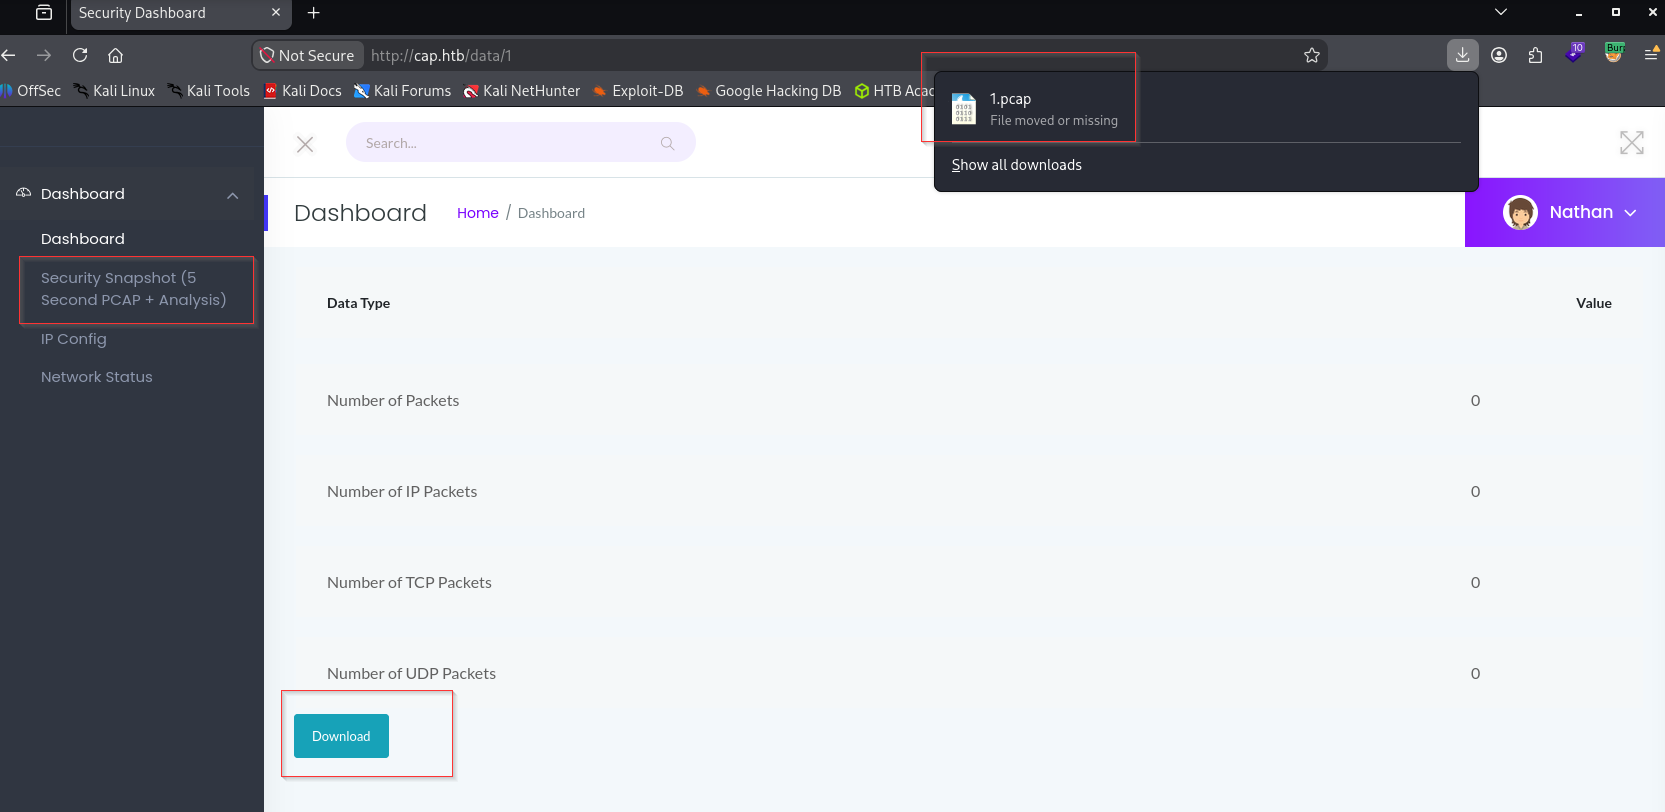 Security Dashboard
Not Secure
http://cap.htb/data/1
10
OffSec
Kali Linux
Kali Tools
Kali Docs
Kali Forums
Kali NetHunter
Exploit-DB
Google Hacking DB
HTB Acad
1.pcap
File moved or missing
Show all downloads
Search...
Dashboard
Dashboard
Security Snapshot (5
Second PCAP + Analysis)
IP Config
Network Status
Dashboard
Home / Dashboard
Nathan
Data Type
Value
Number of Packets
0
Number of IP Packets
0
Number of TCP Packets
0
Number of UDP Packets
0
Download